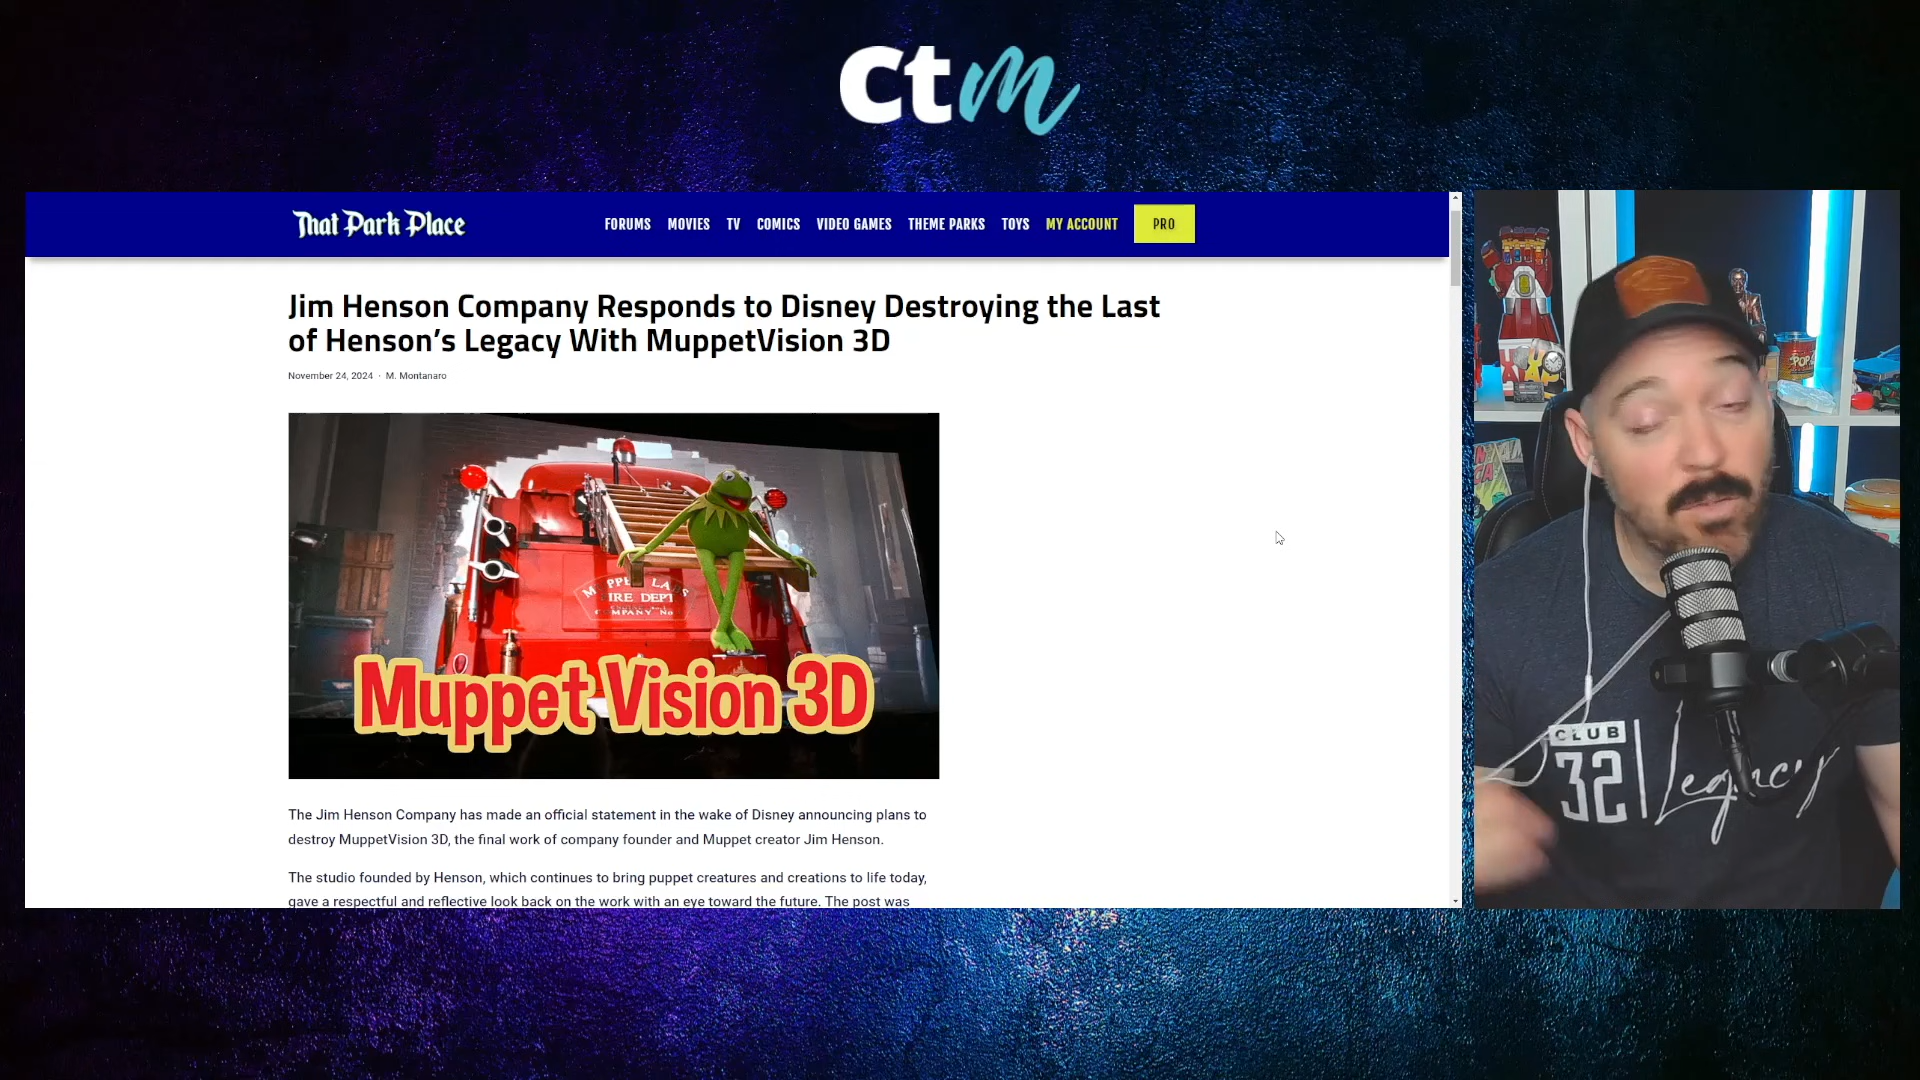 ctm
That Park Place
FORUMS MOVIES TV COMICS VIDEO GAMES THEME PARKS TOYS MY ACCOUNT PRO
Jim Henson Company Responds to Disney Destroying the Last
of Henson’s Legacy With MuppetVision 3D
November 24, 2024 · M. Montanaro
Muppet Vision 3D
The Jim Henson Company has made an official statement in the wake of Disney announcing plans to
destroy MuppetVision 3D, the final work of company founder and Muppet creator Jim Henson.
The studio founded by Henson, which continues to bring puppet creatures and creations to life today,
gave a respectful and reflective look back on the work with an eye toward the future. The post was
POP
CLUB
32 Legacy